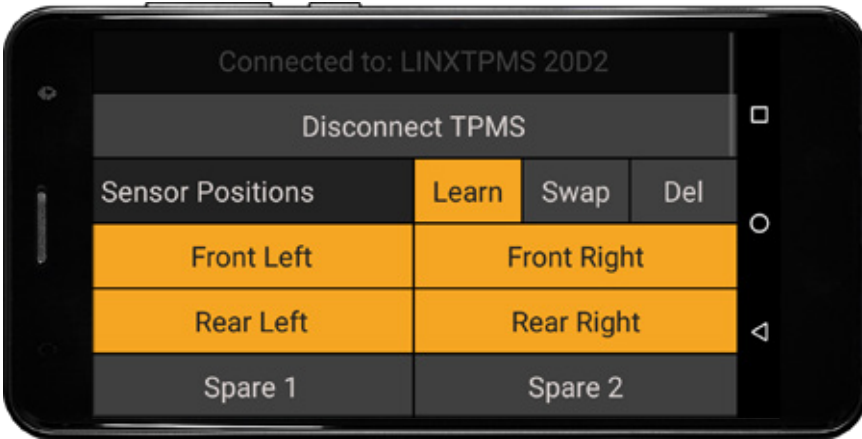 Connected to: LINXTPMS 20D2
Disconnect TPMS
Sensor Positions Learn Swap Del
Front Left Front Right
Rear Left Rear Right
Spare 1 Spare 2